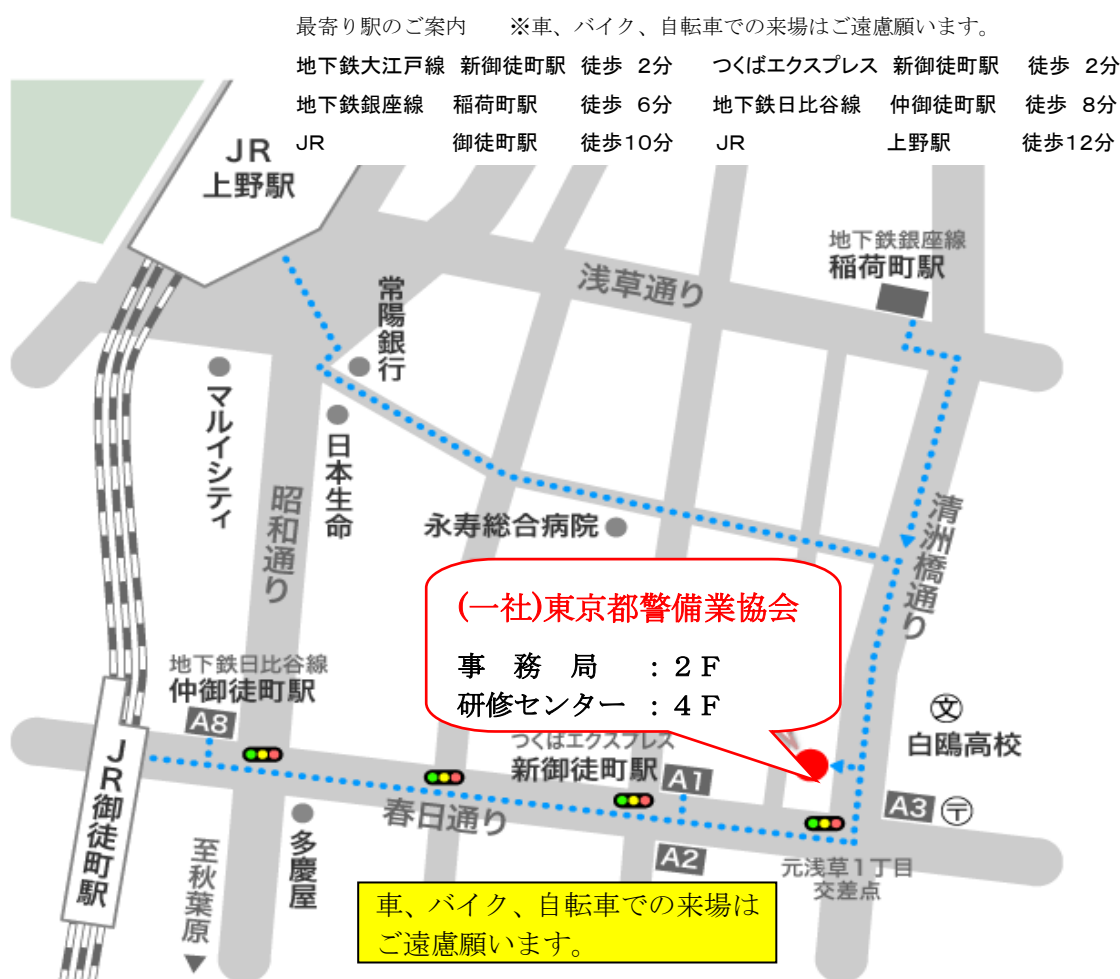 最寄り駅のご案内　　※車、バイク、自転車での来場はご遠慮願います。
地下鉄大江戸線 新御徒町駅 徒歩 2分　つくばエクスプレス 新御徒町駅 徒歩 2分
地下鉄銀座線 稲荷町駅 徒歩 6分　地下鉄日比谷線 仲御徒町駅 徒歩 8分
JR 御徒町駅 徒歩10分　JR 上野駅 徒歩12分
JR
上野駅
地下鉄銀座線
稲荷町駅
浅草通り
常陽銀行
マルイシティ
日本生命
昭和通り
永寿総合病院
清洲橋通り
(一社)東京都警備業協会
事　務　局　：２Ｆ
研修センター ：４Ｆ
地下鉄日比谷線
仲御徒町駅
A8
つくばエクスプレス
新御徒町駅
A1
文
白鴎高校
A3 〒
JR御徒町駅
春日通り
多慶屋
A2
元浅草1丁目
交差点
至秋葉原▼
車、バイク、自転車での来場は
ご遠慮願います。